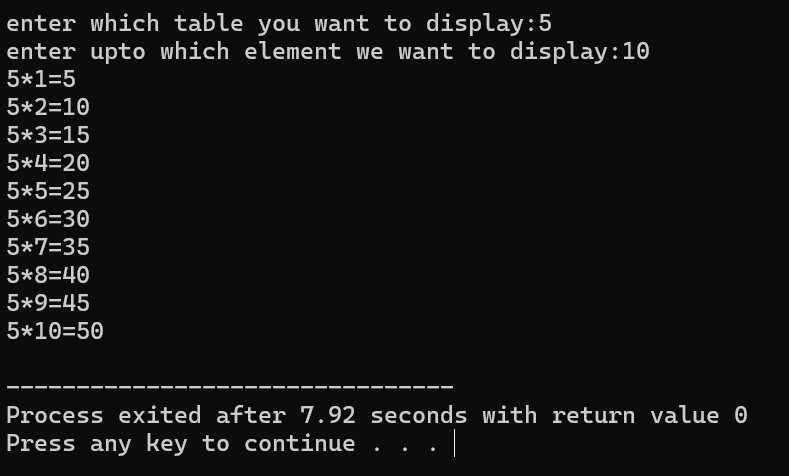 enter which table you want to display:5
enter upto which element we want to display:10
5*1=5
5*2=10
5*3=15
5*4=20
5*5=25
5*6=30
5*7=35
5*8=40
5*9=45
5*10=50
--------------------------------
Process exited after 7.92 seconds with return value 0
Press any key to continue . . .